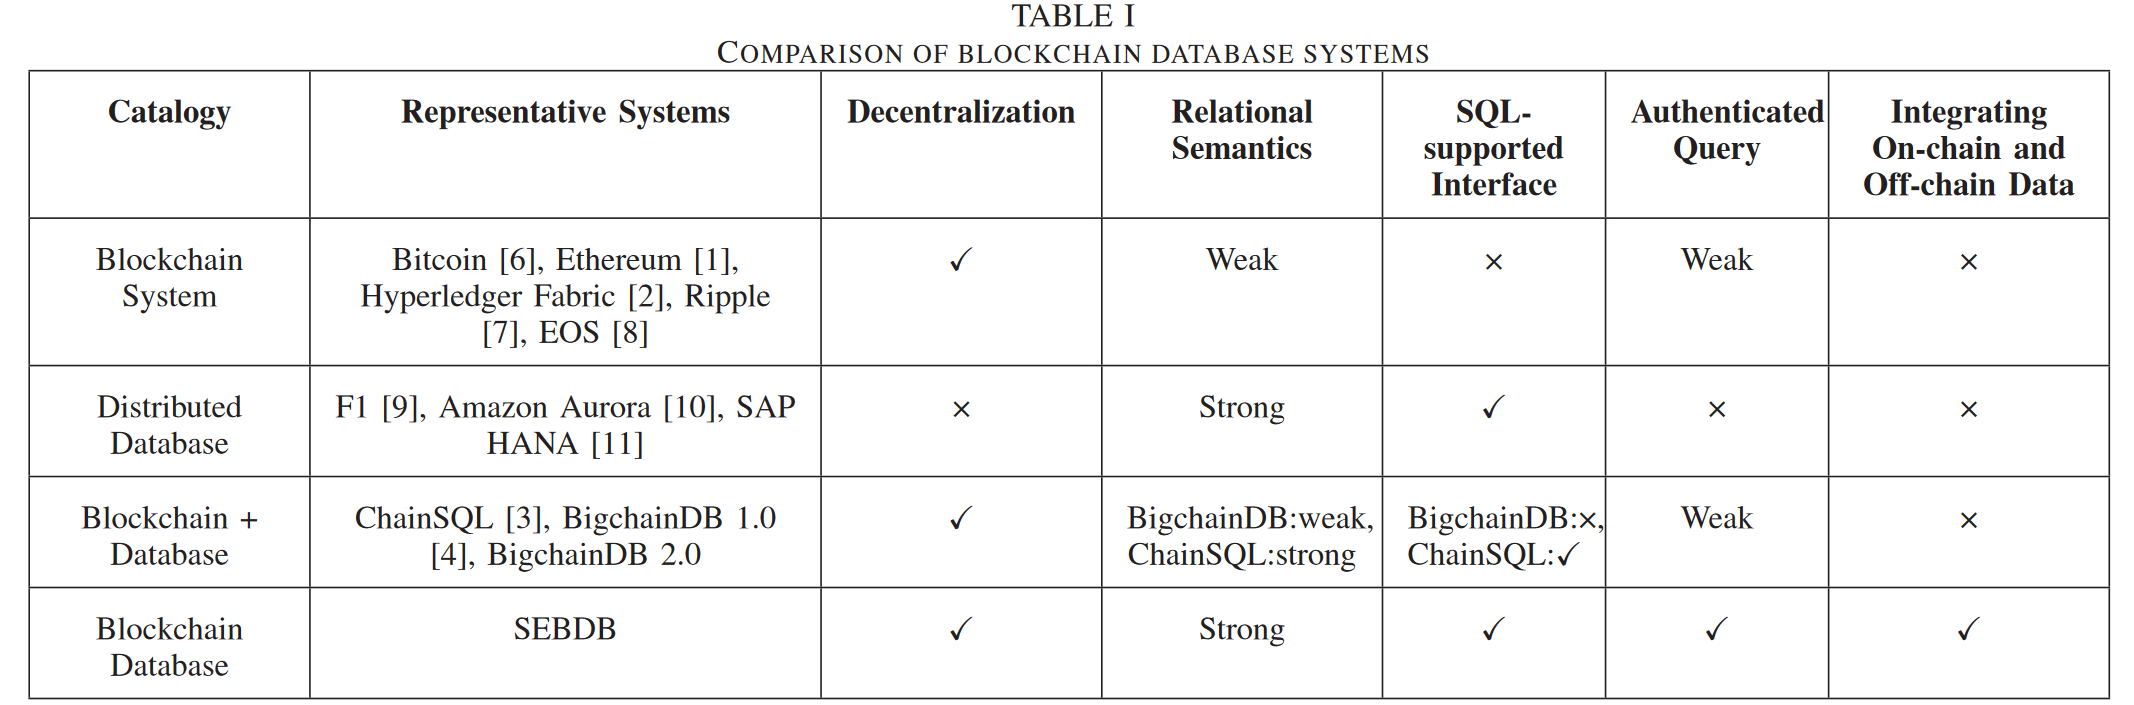 TABLE I
COMPARISON OF BLOCKCHAIN DATABASE SYSTEMS
Catalogy
Representative Systems
Decentralization
Relational
Semantics
SQL-
supported
Interface
Authenticated
Query
Integrating
On-chain and
Off-chain Data
Blockchain
System
Bitcoin [6], Ethereum [1],
Hyperledger Fabric [2], Ripple
[7], EOS [8]
✓
Weak
×
Weak
×
Distributed
Database
F1 [9], Amazon Aurora [10], SAP
HANA [11]
×
Strong
✓
×
×
Blockchain +
Database
ChainSQL [3], BigchainDB 1.0
[4], BigchainDB 2.0
✓
BigchainDB:weak,
ChainSQL:strong
BigchainDB:×,
ChainSQL:✓
Weak
×
Blockchain
Database
SEBDB
✓
Strong
✓
✓
✓